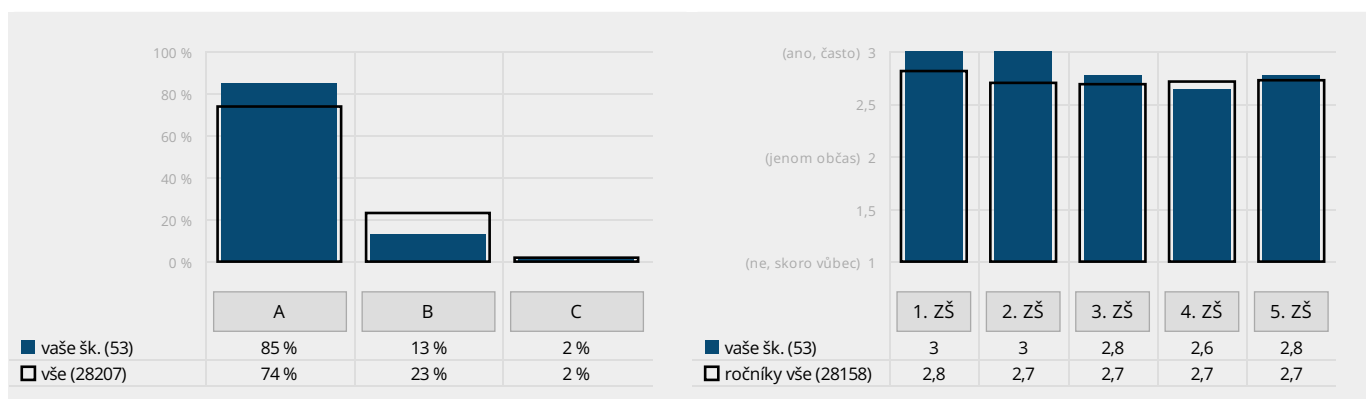 100 %
80 %
60 %
40 %
20 %
0 %
A B C
vaše šk. (53) 85 % 13 % 2 %
vše (28207) 74 % 23 % 2 %
(ano, často) 3
2,5
(jenom občas) 2
1,5
(ne, skoro vůbec) 1
1. ZŠ 2. ZŠ 3. ZŠ 4. ZŠ 5. ZŠ
vaše šk. (53) 3 3 2,8 2,6 2,8
ročníky vše (28158) 2,8 2,7 2,7 2,7 2,7